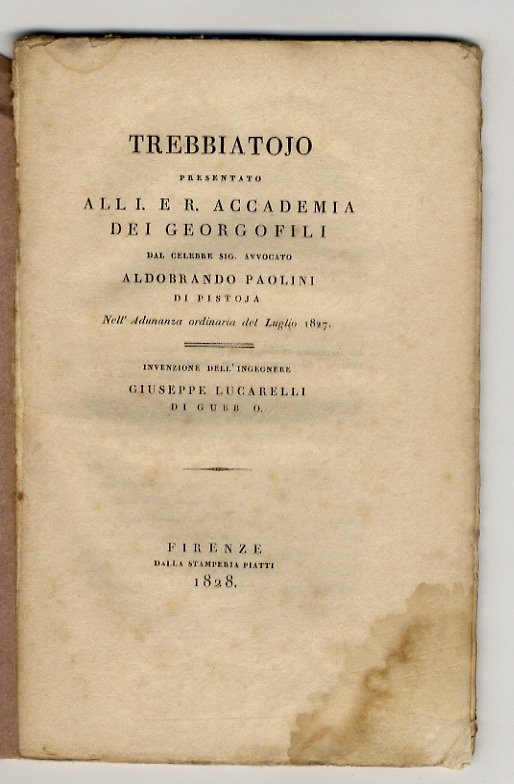 TREBBIATOJO
PRESENTATO
ALL I. E R. ACCADEMIA
DEI GEORGOFILI
DAL CELEBRE SIG. AVVOCATO
ALDOBRANDO PAOLINI
DI PISTOJA
Nell' Adunanza ordinaria del Luglio 1827.
INVENZIONE DELL' INGEGNERE
GIUSEPPE LUCARELLI
DI GUBB O.
FIRENZE
DALLA STAMPERIA PIATTI
1828.